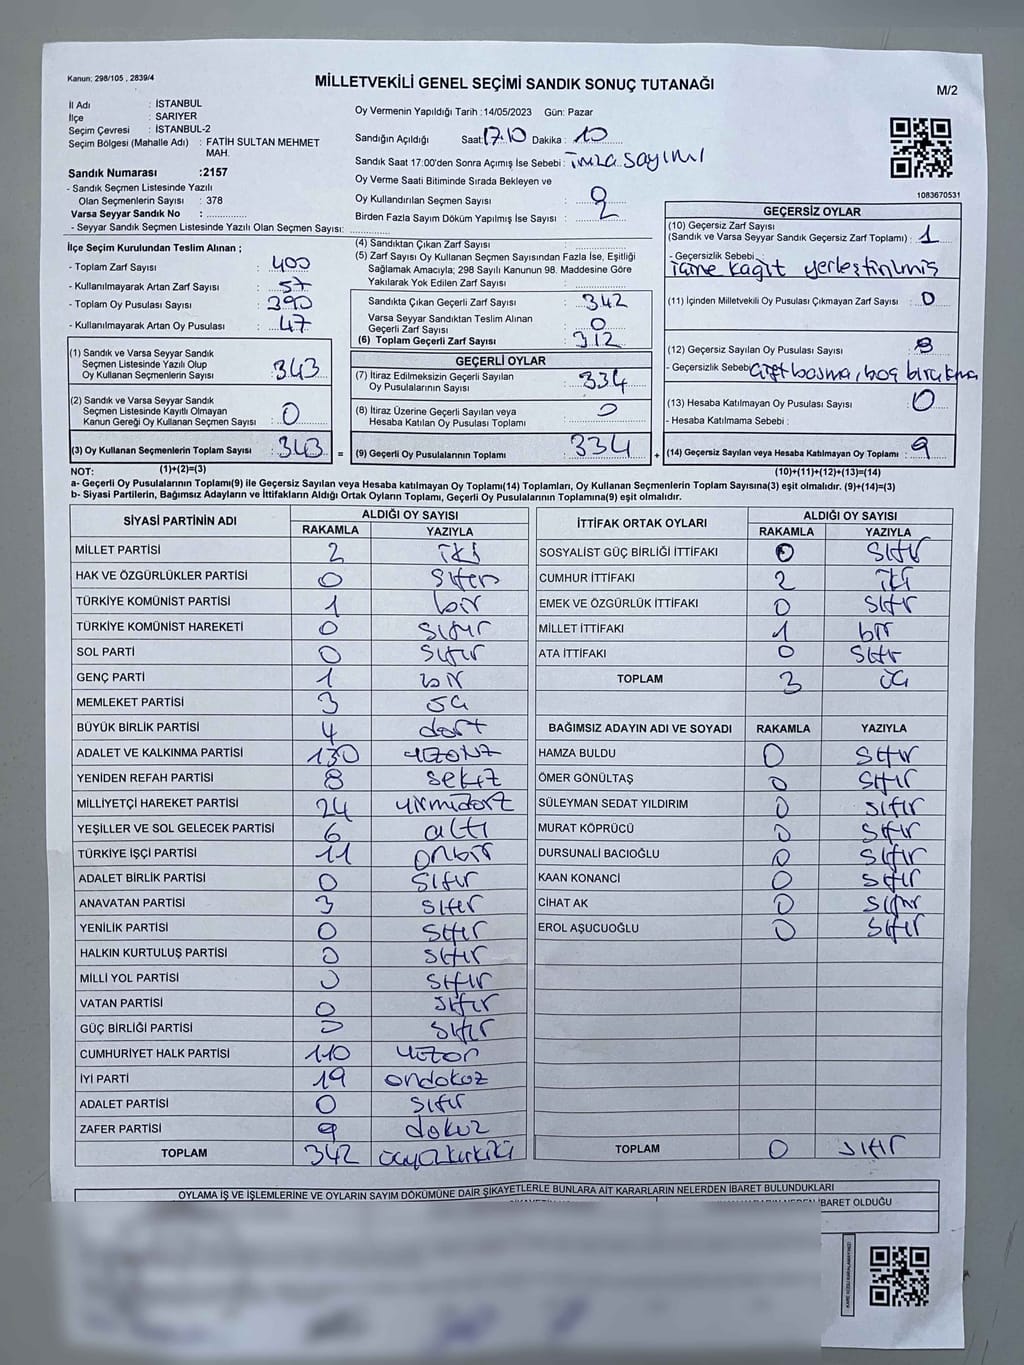 Kanun: 298/105 , 2839/4
MİLLETVEKİLİ GENEL SEÇİMİ SANDIK SONUÇ TUTANAĞI
M/2
İl Adı : İSTANBUL
İlçe : SARIYER
Seçim Çevresi : İSTANBUL-2
Seçim Bölgesi (Mahalle Adı) : FATİH SULTAN MEHMET
MAH.
Sandık Numarası :2157
- Sandık Seçmen Listesinde Yazılı
Olan Seçmenlerin Sayısı : 378
Varsa Seyyar Sandık No :
- Seyyar Sandık Seçmen Listesinde Yazılı Olan Seçmen Sayısı:
Oy Vermenin Yapıldığı Tarih :14/05/2023 Gün: Pazar
Sandığın Açıldığı Saat: 17.10 Dakika : 10
Sandık Saat 17:00'den Sonra Açımış İse Sebebi : imza sayımı
Oy Verme Saati Bitiminde Sırada Bekleyen ve
Oy Kullandırılan Seçmen Sayısı :
Birden Fazla Sayım Döküm Yapılmış İse Sayısı :
1083670531
İlçe Seçim Kurulundan Teslim Alınan ;
- Toplam Zarf Sayısı : 400
- Kullanılmayarak Artan Zarf Sayısı : 57
- Toplam Oy Pusulası Sayısı : 390
- Kullanılmayarak Artan Oy Pusulası : 47
(1) Sandık ve Varsa Seyyar Sandık
Seçmen Listesinde Yazılı Olup
Oy Kullanan Seçmenlerin Sayısı : 343
(2) Sandık ve Varsa Seyyar Sandık
Seçmen Listesinde Kayıtlı Olmayan
Kanun Gereği Oy Kullanan Seçmen Sayısı : 0
(3) Oy Kullanan Seçmenlerin Toplam Sayısı : 343 =
(4) Sandıktan Çıkan Zarf Sayısı :
(5) Zarf Sayısı Oy Kullanan Seçmen Sayısından Fazla İse, Eşitliği
Sağlamak Amacıyla; 298 Sayılı Kanunun 98. Maddesine Göre
Yakılarak Yok Edilen Zarf Sayısı :
Sandıkta Çıkan Geçerli Zarf Sayısı : 342
Varsa Seyyar Sandıktan Teslim Alınan
Geçerli Zarf Sayısı : 0
(6) Toplam Geçerli Zarf Sayısı : 312
GEÇERLİ OYLAR
(7) İtiraz Edilmeksizin Geçerli Sayılan
Oy Pusulalarının Sayısı : 334
(8) İtiraz Üzerine Geçerli Sayılan veya
Hesaba Katılan Oy Pusulası Toplamı : 0
(9) Geçerli Oy Pusulalarının Toplamı : 334 +
GEÇERSİZ OYLAR
(10) Geçersiz Zarf Sayısı
(Sandık ve Varsa Seyyar Sandık Geçersiz Zarf Toplamı) : 1
- Geçersizlik Sebebi :
içine kağıt yerleştirilmiş
(11) İçinden Milletvekili Oy Pusulası Çıkmayan Zarf Sayısı : 0
(12) Geçersiz Sayılan Oy Pusulası Sayısı : 8
- Geçersizlik Sebebi çift basma, boş bırakma
(13) Hesaba Katılmayan Oy Pusulası Sayısı : 0
- Hesaba Katılmama Sebebi :
(14) Geçersiz Sayılan veya Hesaba Katılmayan Oy Toplamı : 9
NOT: (1)+(2)=(3) (10)+(11)+(12)+(13)=(14)
a- Geçerli Oy Pusulalarının Toplamı(9) ile Geçersiz veya Hesaba katılmayan Oy Toplamı(14) Toplamları, Oy Kullanan Seçmenlerin Toplam Sayısına(3) eşit olmalıdır. (9)+(14)=(3)
b- Siyasi Partilerin, Bağımsız Adayların ve İttifakların Aldığı Ortak Oyların Toplamı, Geçerli Oy Pusulalarının Toplamına(9) eşit olmalıdır.
SİYASİ PARTİNİN ADI ALDIĞI OY SAYISI
RAKAMLA YAZIYLA
MİLLET PARTİSİ 2 iki
HAK VE ÖZGÜRLÜKLER PARTİSİ 0 sıfır
TÜRKİYE KOMÜNİST PARTİSİ 1 bir
TÜRKİYE KOMÜNİST HAREKETİ 0 sıfır
SOL PARTİ 0 sıfır
GENÇ PARTİ 1 bir
MEMLEKET PARTİSİ 3
BÜYÜK BİRLİK PARTİSİ 4 dört
ADALET VE KALKINMA PARTİSİ 130
YENİDEN REFAH PARTİSİ 8 sekiz
MİLLİYETÇİ HAREKET PARTİSİ 24 yirmidört
YEŞİLLER VE SOL GELECEK PARTİSİ 6 altı
TÜRKİYE İŞÇİ PARTİSİ 11 onbir
ADALET BİRLİK PARTİSİ 0 sıfır
ANAVATAN PARTİSİ 3 sıfır
YENİLİK PARTİSİ 0 sıfır
HALKIN KURTULUŞ PARTİSİ 0 sıfır
MİLLİ YOL PARTİSİ 0 sıfır
VATAN PARTİSİ 0 sıfır
GÜÇ BİRLİĞİ PARTİSİ 0 sıfır
CUMHURİYET HALK PARTİSİ 110 yüzon
İYİ PARTİ 19 ondokuz
ADALET PARTİSİ 0 sıfır
ZAFER PARTİSİ 9 dokuz
TOPLAM 342 üçyüzkırkiki
İTTİFAK ORTAK OYLARI ALDIĞI OY SAYISI
RAKAMLA YAZIYLA
SOSYALİST GÜÇ BİRLİĞİ İTTİFAKI 0 sıfır
CUMHUR İTTİFAKI 2 iki
EMEK VE ÖZGÜRLÜK İTTİFAKI 0 sıfır
MİLLET İTTİFAKI 1 bir
ATA İTTİFAKI 0 sıfır
TOPLAM 3 üç
BAĞIMSIZ ADAYIN ADI VE SOYADI RAKAMLA YAZIYLA
HAMZA BULDU 0 sıfır
ÖMER GÖNÜLTAŞ 0 sıfır
SÜLEYMAN SEDAT YILDIRIM 0 sıfır
MURAT KÖPRÜCÜ 0 sıfır
DURSUNALİ BACIOĞLU 0 sıfır
KAAN KONANCİ 0 sıfır
CİHAT AK 0 sıfır
EROL AŞUCUOĞLU 0 sıfır
TOPLAM 0 sıfır
OYLAMA İŞ VE İŞLEMLERİNE VE OYLARIN SAYIM DÖKÜMÜNE DAİR ŞİKAYETLERLE BUNLARA AİT KARARLARIN NELERDEN İBARET BULUNDUKLARI
İBARET OLDUĞU